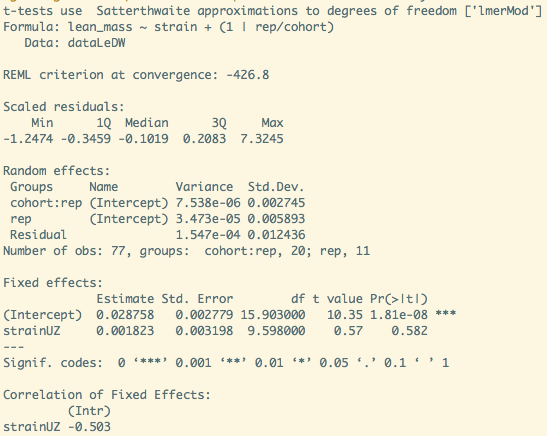 t-tests use  Satterthwaite approximations to degrees of freedom ['lmerMod']
Formula: lean_mass ~ strain + (1 | rep/cohort)
   Data: dataLeDW

REML criterion at convergence: -426.8

Scaled residuals:
    Min      1Q  Median      3Q     Max
-1.2474 -0.3459 -0.1019  0.2083  7.3245

Random effects:
 Groups     Name        Variance  Std.Dev.
 cohort:rep (Intercept) 7.538e-06 0.002745
 rep        (Intercept) 3.473e-05 0.005893
 Residual               1.547e-04 0.012436
Number of obs: 77, groups:  cohort:rep, 20; rep, 11

Fixed effects:
             Estimate Std. Error        df t value Pr(>|t|)
(Intercept)  0.028758   0.002779 15.903000   10.35 1.81e-08 ***
strainUZ     0.001823   0.003198  9.598000    0.57    0.582
---
Signif. codes:  0 ‘***’ 0.001 ‘**’ 0.01 ‘*’ 0.05 ‘.’ 0.1 ‘ ’ 1

Correlation of Fixed Effects:
         (Intr)
strainUZ -0.503